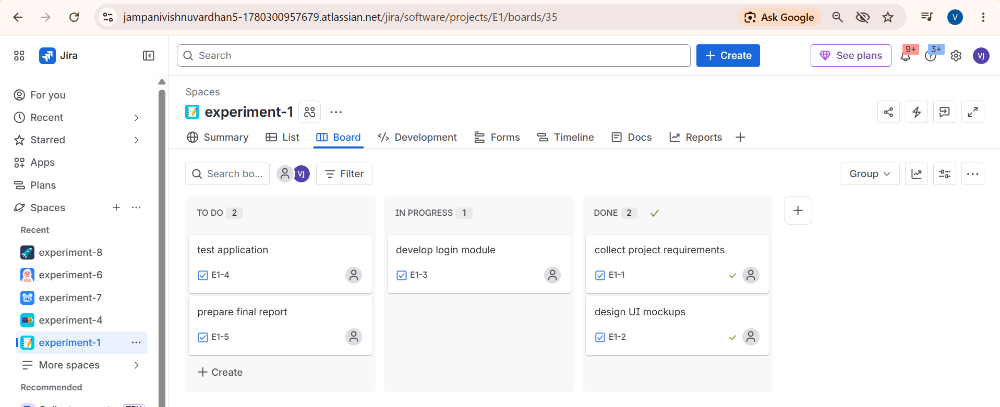 jampanivishnuvardhan5-1780300957679.atlassian.net/jira/software/projects/E1/boards/35
Ask Google
V
Jira
Search
Create
See plans
9+
3+
VJ
For you
Recent
Starred
Apps
Plans
Spaces
Recent
experiment-8
experiment-6
experiment-7
experiment-4
experiment-1
More spaces
Recommended
Spaces
experiment-1
Summary
List
Board
Development
Forms
Timeline
Docs
Reports
Search bo...
VJ
Filter
Group
TO DO 2
test application
E1-4
prepare final report
E1-5
Create
IN PROGRESS 1
develop login module
E1-3
DONE 2
collect project requirements
E1-1
design UI mockups
E1-2